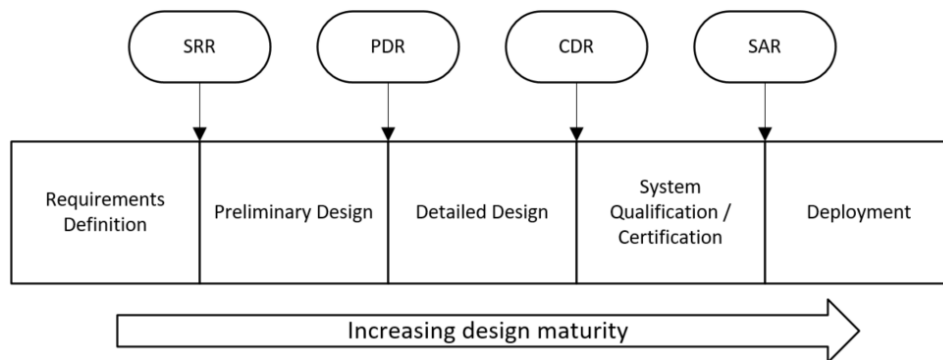 SRR
PDR
CDR
SAR
Requirements
Definition
Preliminary Design
Detailed Design
System
Qualification /
Certification
Deployment
Increasing design maturity